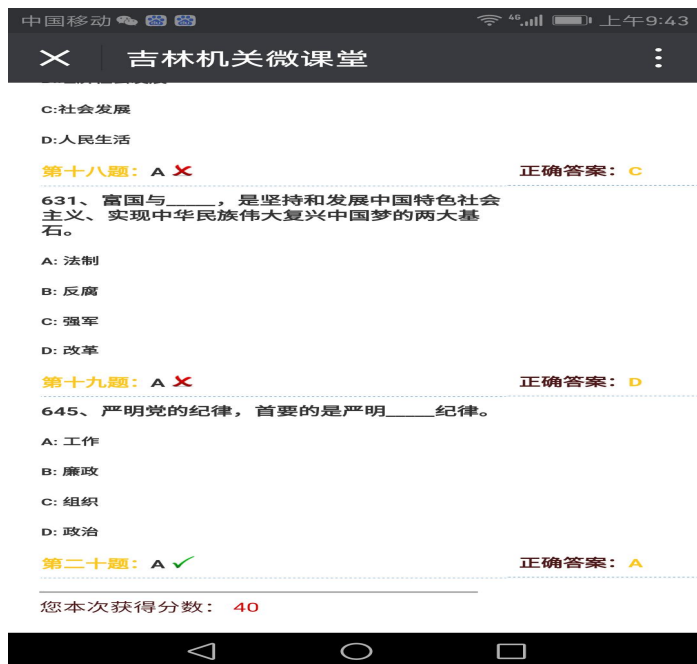 中国移动
46
上午9:43
吉林机关微课堂
C:社会发展
D:人民生活
第十八题: A
正确答案: C
631、富国与_____，是坚持和发展中国特色社会
主义、实现中华民族伟大复兴中国梦的两大基
石。
A: 法制
B: 反腐
C: 强军
D: 改革
第十九题: A
正确答案: D
645、严明党的纪律，首要的是严明_____纪律。
A: 工作
B: 廉政
C: 组织
D: 政治
第二十题: A
正确答案: A
您本次获得分数: 40